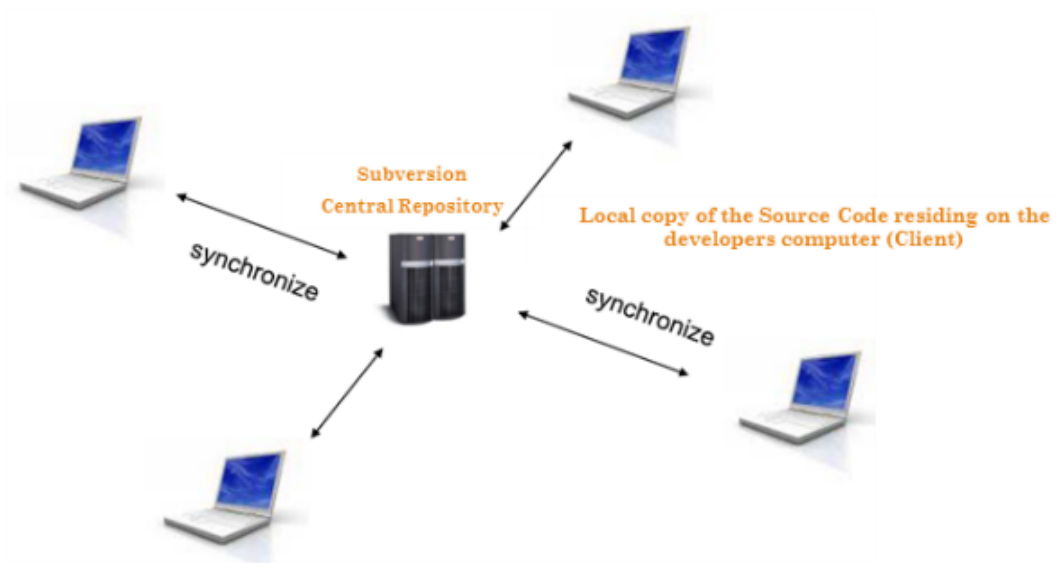 Subversion
Central Repository
Local copy of the Source Code residing on the
developers computer (Client)
synchronize
synchronize